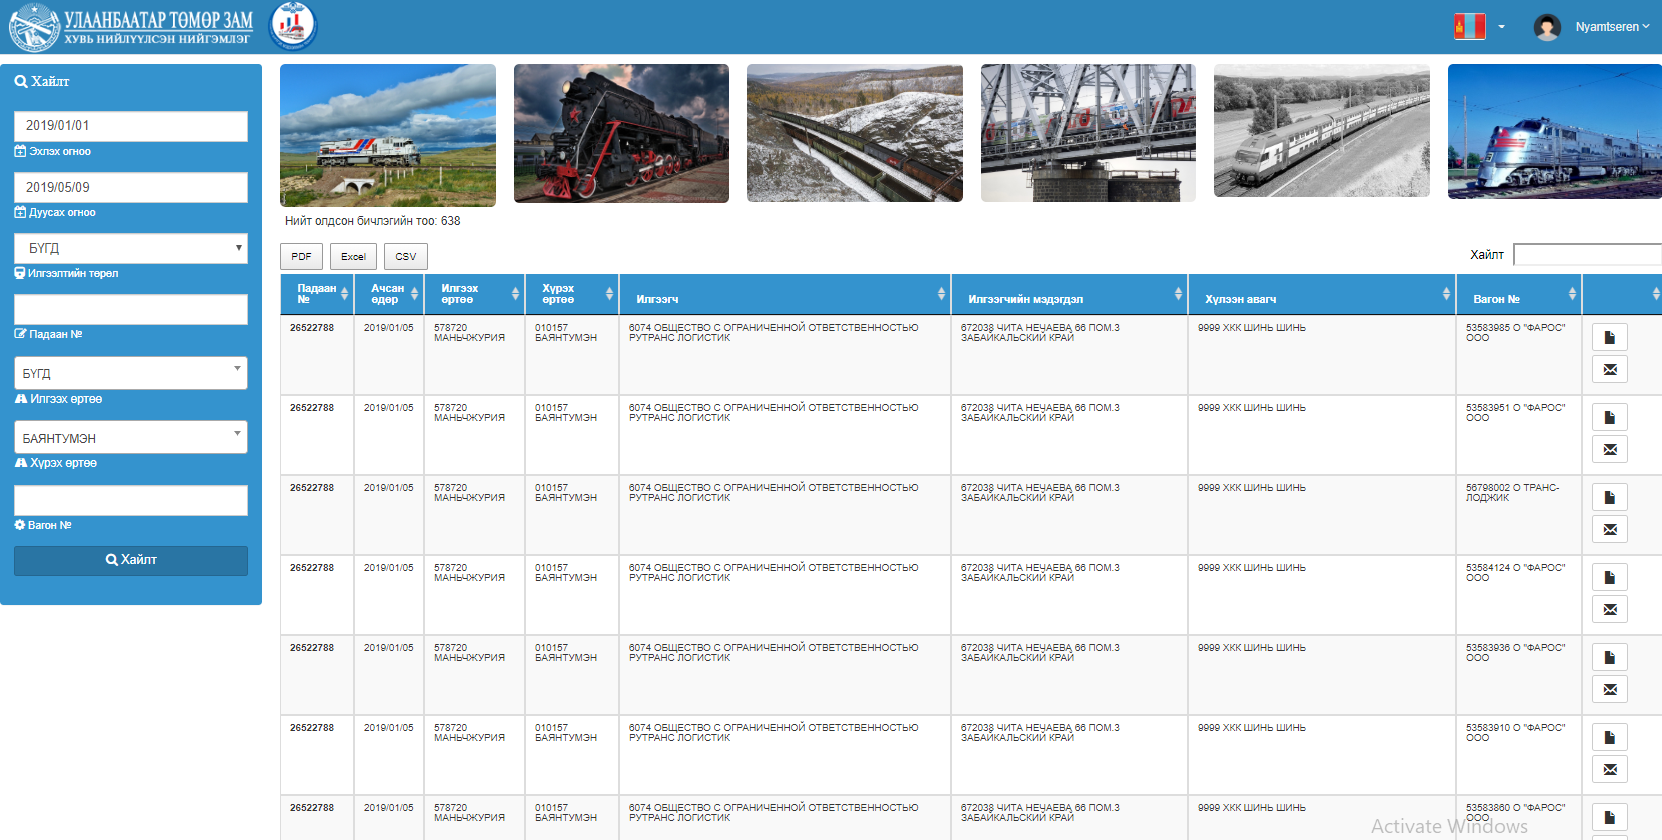 УЛААНБААТАР ТӨМӨР ЗАМ
ХУВЬ НИЙЛҮҮЛСЭН НИЙГЭМЛЭГ
Nyamtseren
Хайлт
2019/01/01
Эхлэх огноо
2019/05/09
Дуусах огноо
БҮГД
Илгээлтийн төрөл
Падаан №
БҮГД
Илгээх өртөө
БАЯНТУМЭН
Хүрэх өртөө
Вагон №
Хайлт
Нийт олдсон бичлэгийн тоо: 638
PDF Excel CSV
Хайлт
Падаан № Ачсан өдөр Илгээх өртөө Хүрэх өртөө Илгээгч Илгээгчийн мэдэгдэл Хүлээн авагч Вагон №
26522788 2019/01/05 578720 010157 6074 ОБЩЕСТВО С ОГРАНИЧЕННОЙ ОТВЕТСТВЕННОСТЬЮ 672038 ЧИТА НЕЧАЕВА 66 ПОМ.3 9999 ХКК ШИНЬ ШИНЬ 53583985 О "ФАРОС"
МАНЬЧЖУРИЯ БАЯНТУМЭН РУТРАНС ЛОГИСТИК ЗАБАЙКАЛЬСКИЙ КРАЙ ООО
26522788 2019/01/05 578720 010157 6074 ОБЩЕСТВО С ОГРАНИЧЕННОЙ ОТВЕТСТВЕННОСТЬЮ 672038 ЧИТА НЕЧАЕВА 66 ПОМ.3 9999 ХКК ШИНЬ ШИНЬ 53583951 О "ФАРОС"
МАНЬЧЖУРИЯ БАЯНТУМЭН РУТРАНС ЛОГИСТИК ЗАБАЙКАЛЬСКИЙ КРАЙ ООО
26522788 2019/01/05 578720 010157 6074 ОБЩЕСТВО С ОГРАНИЧЕННОЙ ОТВЕТСТВЕННОСТЬЮ 672038 ЧИТА НЕЧАЕВА 66 ПОМ.3 9999 ХКК ШИНЬ ШИНЬ 56798002 О ТРАНС-
МАНЬЧЖУРИЯ БАЯНТУМЭН РУТРАНС ЛОГИСТИК ЗАБАЙКАЛЬСКИЙ КРАЙ ЛОДЖИК
26522788 2019/01/05 578720 010157 6074 ОБЩЕСТВО С ОГРАНИЧЕННОЙ ОТВЕТСТВЕННОСТЬЮ 672038 ЧИТА НЕЧАЕВА 66 ПОМ.3 9999 ХКК ШИНЬ ШИНЬ 53584124 О "ФАРОС"
МАНЬЧЖУРИЯ БАЯНТУМЭН РУТРАНС ЛОГИСТИК ЗАБАЙКАЛЬСКИЙ КРАЙ ООО
26522788 2019/01/05 578720 010157 6074 ОБЩЕСТВО С ОГРАНИЧЕННОЙ ОТВЕТСТВЕННОСТЬЮ 672038 ЧИТА НЕЧАЕВА 66 ПОМ.3 9999 ХКК ШИНЬ ШИНЬ 53583936 О "ФАРОС"
МАНЬЧЖУРИЯ БАЯНТУМЭН РУТРАНС ЛОГИСТИК ЗАБАЙКАЛЬСКИЙ КРАЙ ООО
26522788 2019/01/05 578720 010157 6074 ОБЩЕСТВО С ОГРАНИЧЕННОЙ ОТВЕТСТВЕННОСТЬЮ 672038 ЧИТА НЕЧАЕВА 66 ПОМ.3 9999 ХКК ШИНЬ ШИНЬ 53583910 О "ФАРОС"
МАНЬЧЖУРИЯ БАЯНТУМЭН РУТРАНС ЛОГИСТИК ЗАБАЙКАЛЬСКИЙ КРАЙ ООО
26522788 2019/01/05 578720 010157 6074 ОБЩЕСТВО С ОГРАНИЧЕННОЙ ОТВЕТСТВЕННОСТЬЮ 672038 ЧИТА НЕЧАЕВА 66 ПОМ.3 9999 ХКК ШИНЬ ШИНЬ 53583860 О "ФАРОС"
МАНЬЧЖУРИЯ БАЯНТУМЭН РУТРАНС ЛОГИСТИК ЗАБАЙКАЛЬСКИЙ КРАЙ ООО
Activate Windows